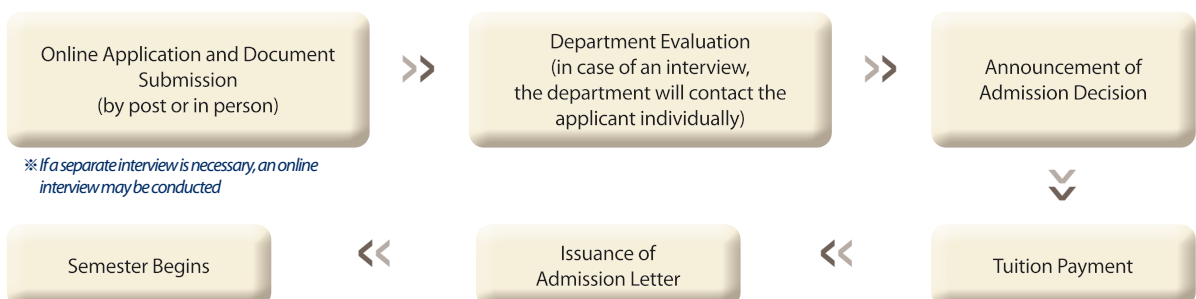 Online Application and Document
Submission
(by post or in person)
Department Evaluation
(in case of an interview,
the department will contact the
applicant individually)
Announcement of
Admission Decision
※ If a separate interview is necessary, an online
interview may be conducted
Tuition Payment
Issuance of
Admission Letter
Semester Begins